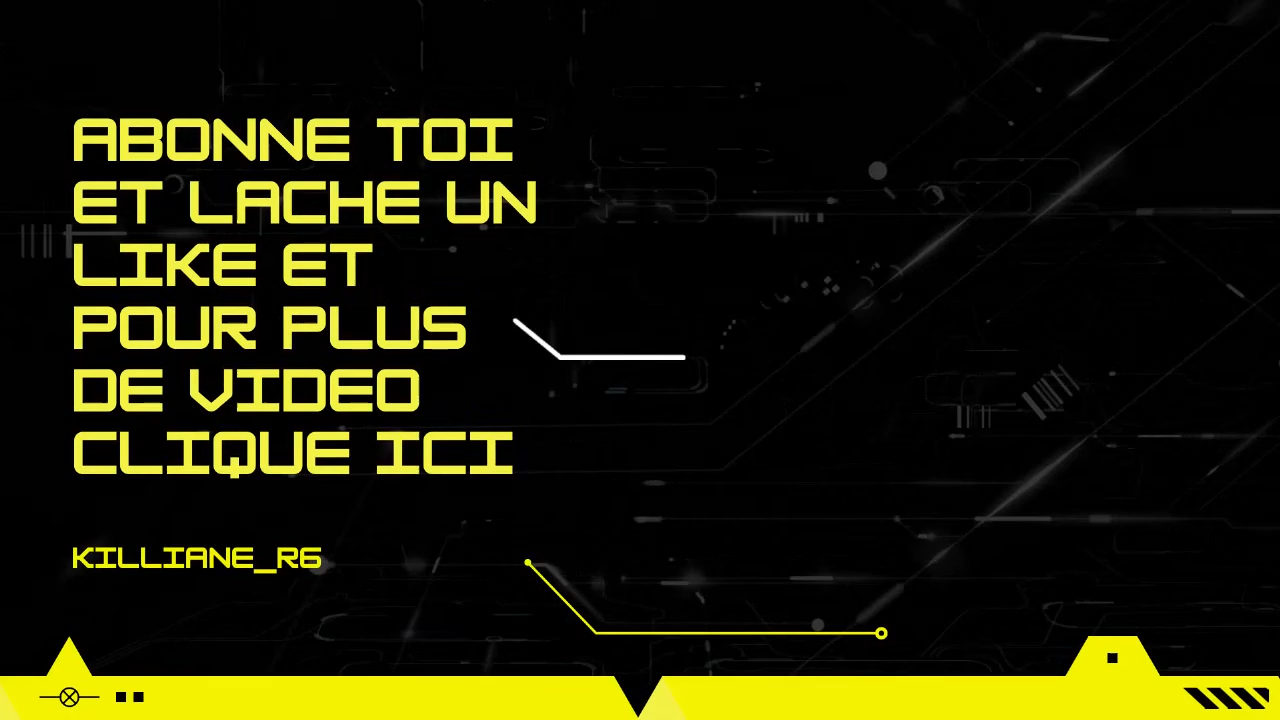 ABONNE TOI
ET LACHE UN
LIKE ET
POUR PLUS
DE VIDEO
CLIQUE ICI
KILLIANE_R6